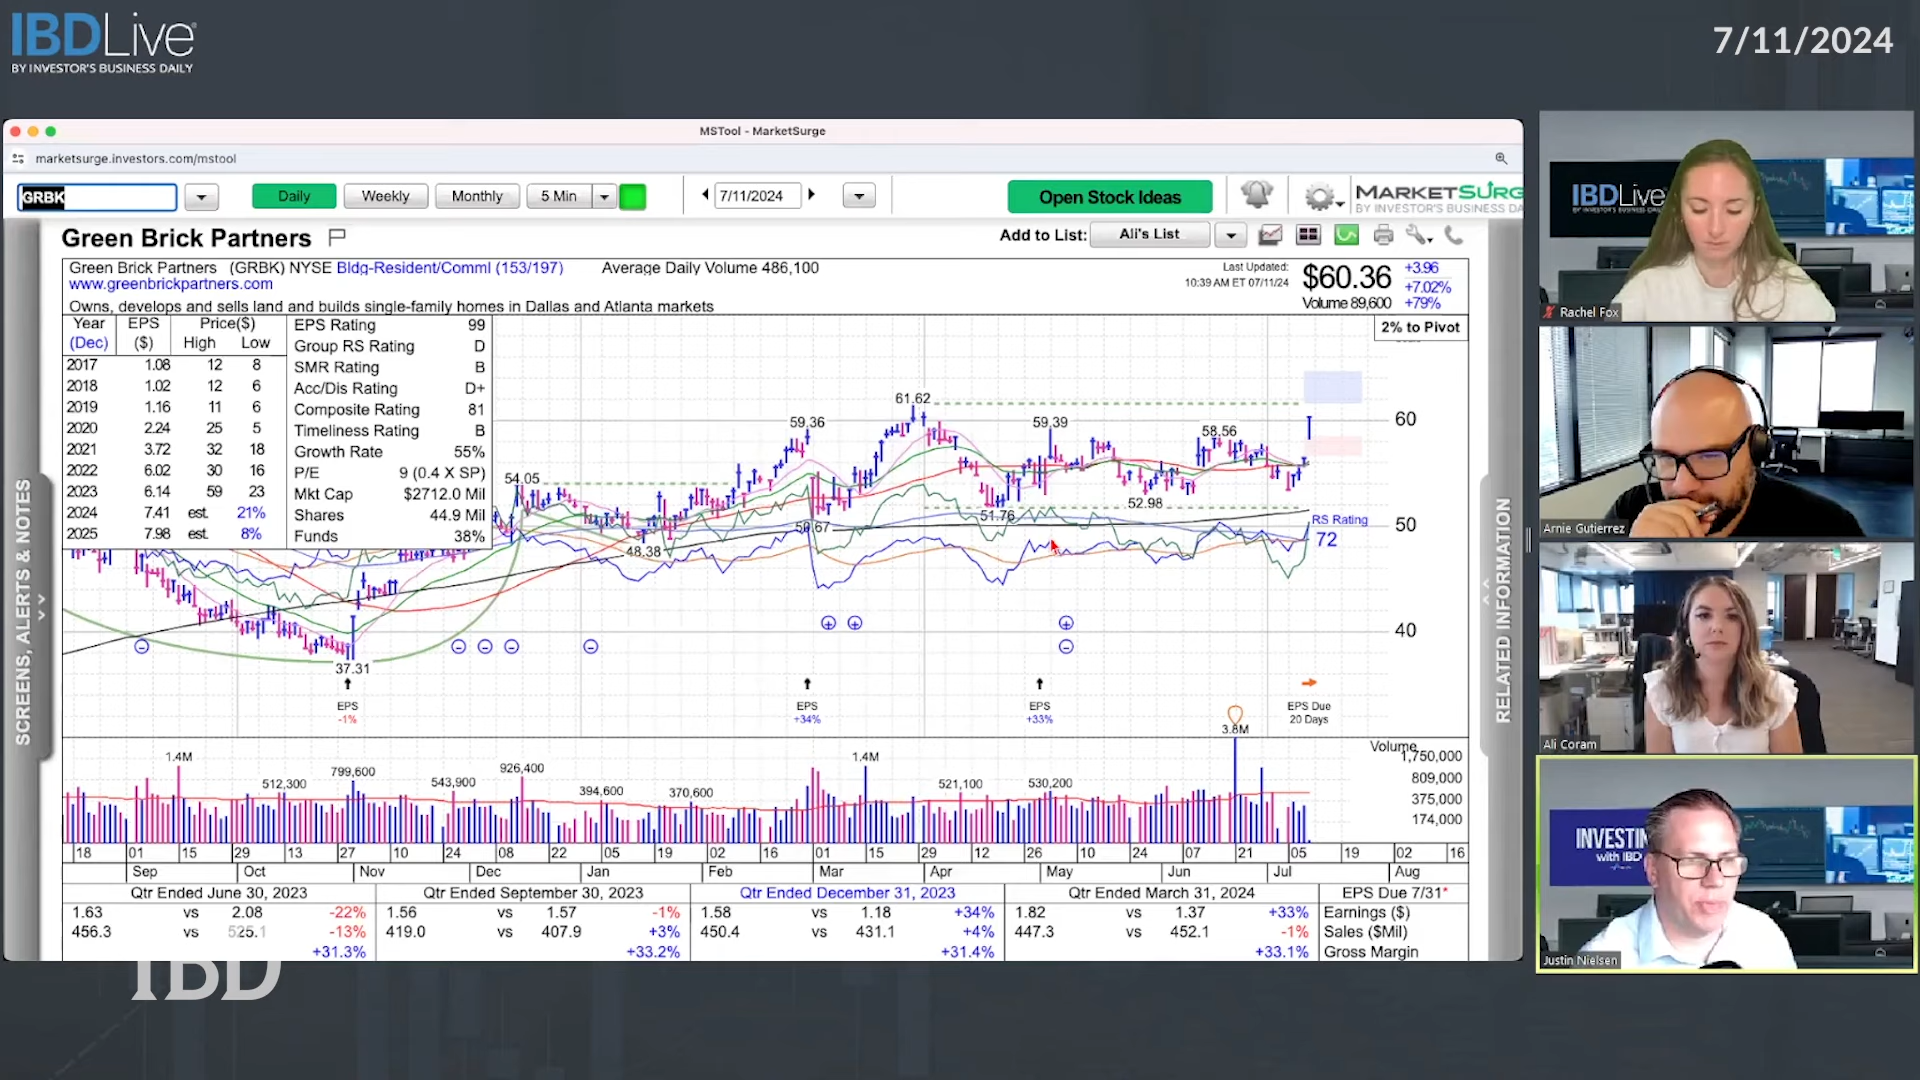 IBDLive
BY INVESTOR'S BUSINESS DAILY
7/11/2024
MSTool - MarketSurge
marketsurge.investors.com/mstool
GRBK
Daily
Weekly
Monthly
5 Min
7/11/2024
Open Stock Ideas
MARKETSURG
BY INVESTOR'S BUSINESS DA
Green Brick Partners
Add to List:
Ali's List
Green Brick Partners (GRBK) NYSE Bldg-Resident/Comml (153/197) Average Daily Volume 486,100
www.greenbrickpartners.com
Owns, develops and sells land and builds single-family homes in Dallas and Atlanta markets
Last Updated:
10:39 AM ET 07/11/24
$60.36
Volume 89,600
+3.96
+7.02%
+79%
2% to Pivot
Year EPS Price($)
(Dec) ($) High Low
2017 1.08 12 8
2018 1.02 12 6
2019 1.16 11 6
2020 2.24 25 5
2021 3.72 32 18
2022 6.02 30 16
2023 6.14 59 23
2024 7.41 est. 21%
2025 7.98 est. 8%
EPS Rating 99
Group RS Rating D
SMR Rating B
Acc/Dis Rating D+
Composite Rating 81
Timeliness Rating B
Growth Rate 55%
P/E 9 (0.4 X SP)
Mkt Cap $2712.0 Mil
Shares 44.9 Mil
Funds 38%
61.62
59.36
59.39
58.56
54.05
52.98
51.76
50.67
48.38
37.31
60
50
40
RS Rating
72
EPS
-1%
EPS
+34%
EPS
+33%
EPS Due
20 Days
3.8M
Volume
1,750,000
809,000
375,000
174,000
1.4M
512,300
799,600
543,900
926,400
394,600
370,600
1.4M
521,100
530,200
18 01 15 29 13 27 10 24 08 22 05 19 02 16 01 15 29 12 26 10 24 07 21 05 19 02 16
Sep Oct Nov Dec Jan Feb Mar Apr May Jun Jul Aug
Qtr Ended June 30, 2023
Qtr Ended September 30, 2023
Qtr Ended December 31, 2023
Qtr Ended March 31, 2024
EPS Due 7/31*
1.63 vs 2.08 -22% 1.56 vs 1.57 -1% 1.58 vs 1.18 +34% 1.82 vs 1.37 +33% Earnings ($)
456.3 vs 525.1 -13% 419.0 vs 407.9 +3% 450.4 vs 431.1 +4% 447.3 vs 452.1 -1% Sales ($Mil)
+31.3% +33.2% +31.4% +33.1% Gross Margin
SCREENS, ALERTS & NOTES
RELATED INFORMATION
IBD
IBDLive
Rachel Fox
Arnie Gutierrez
Ali Coram
INVESTIN
with IBD
Justin Nielsen